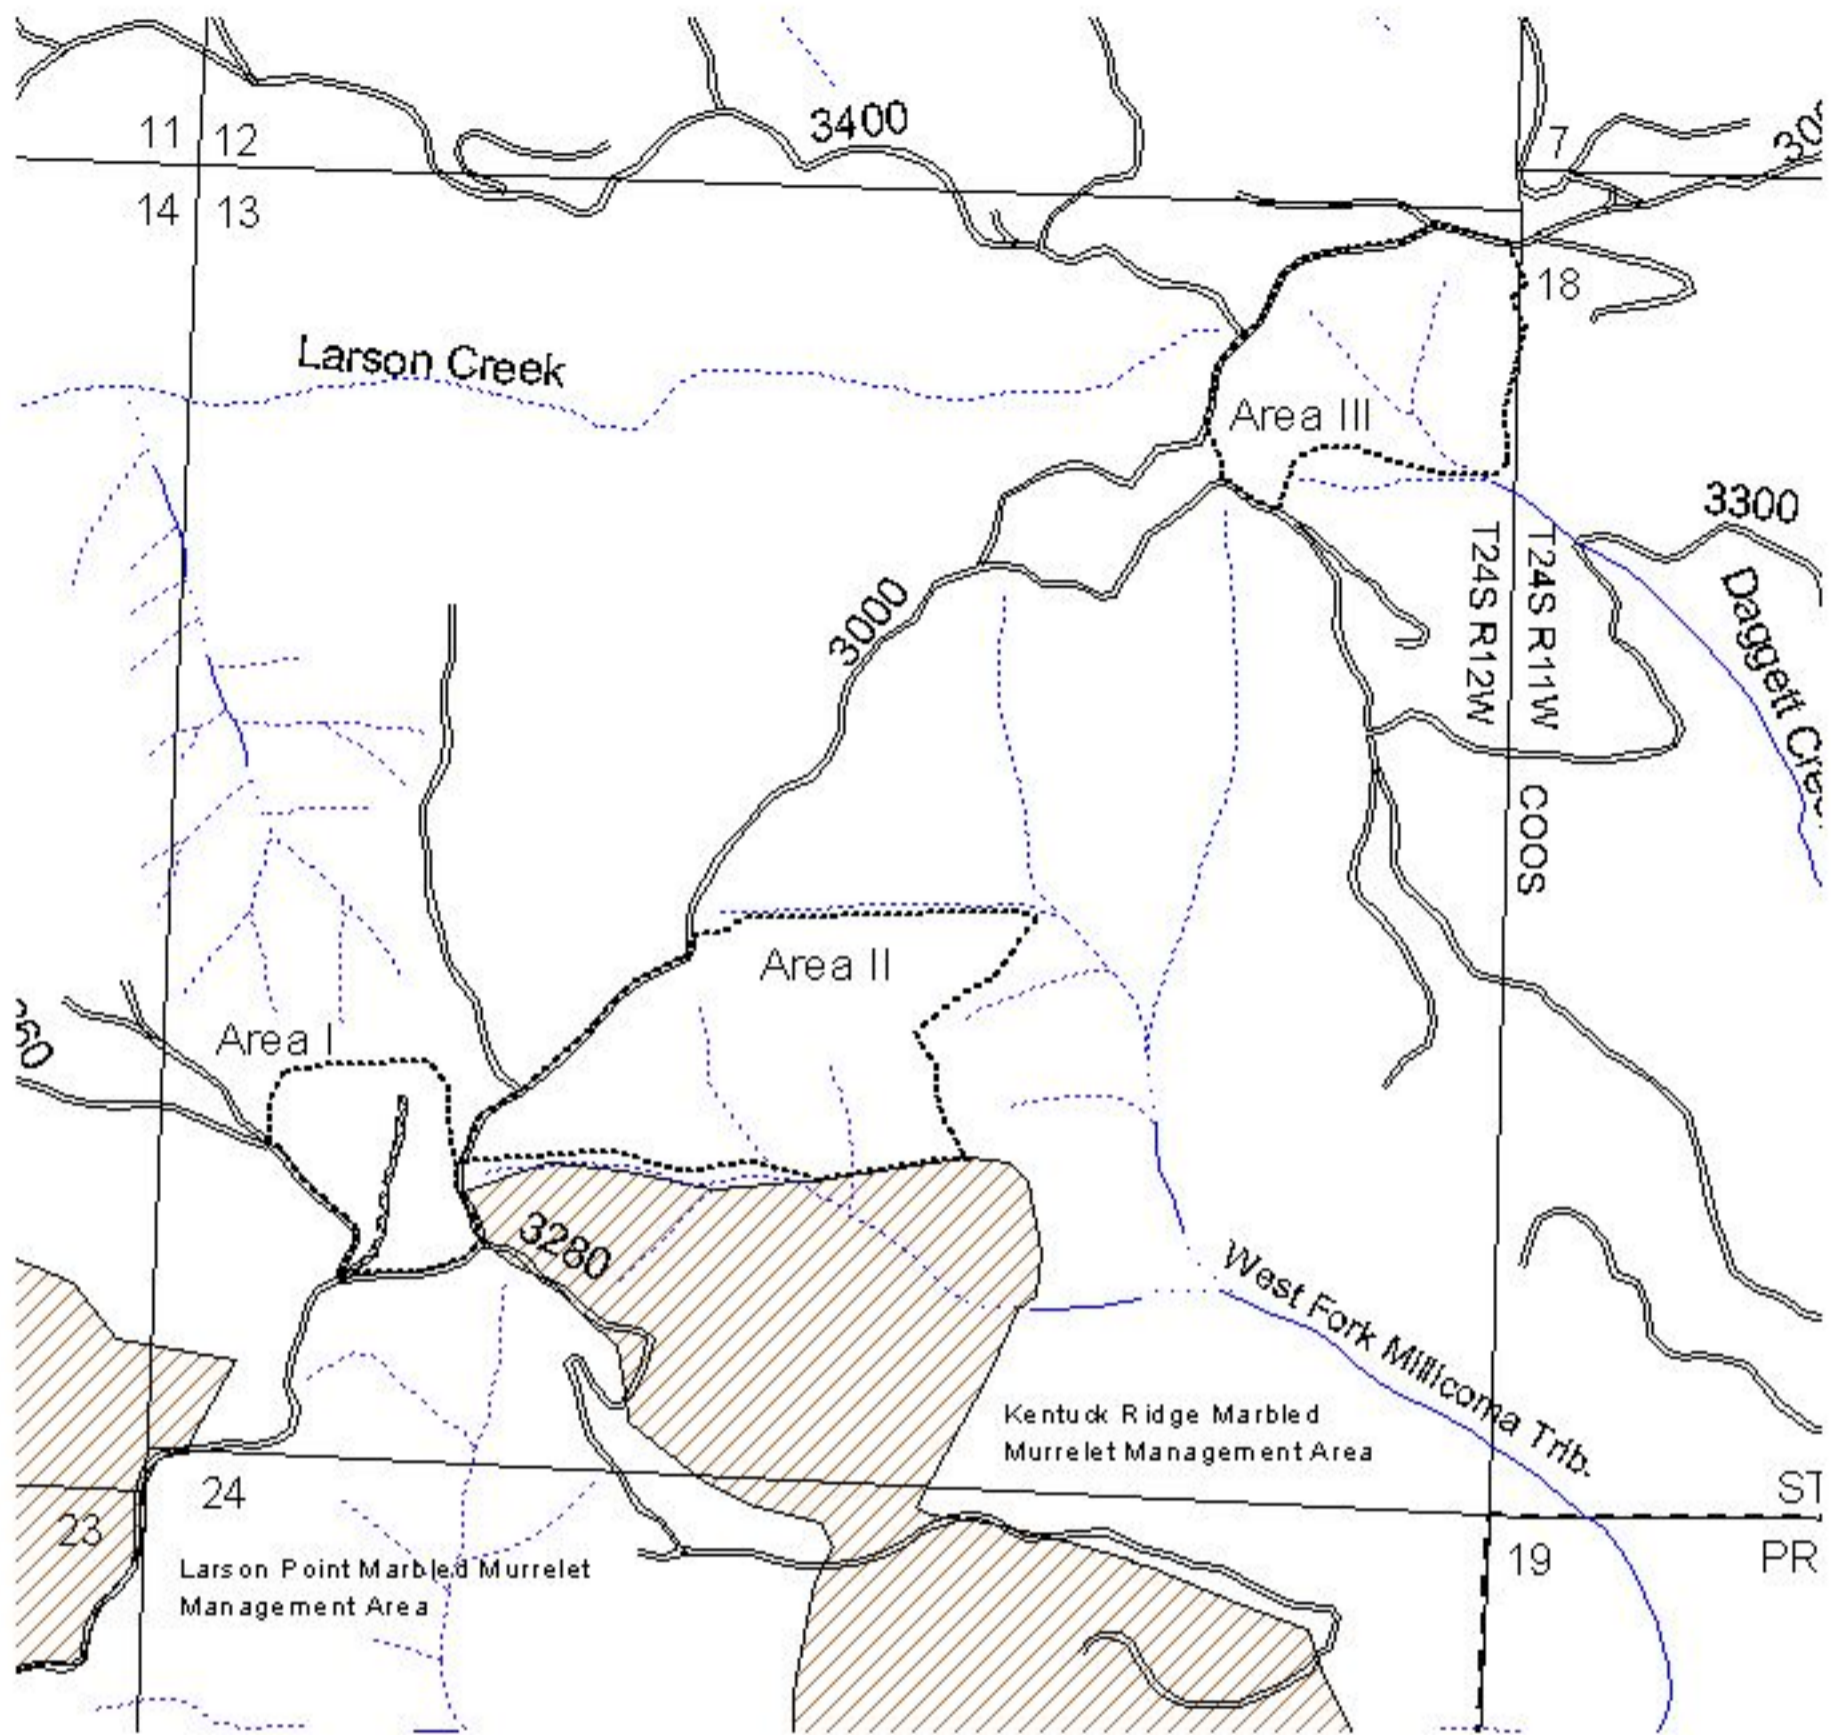 3400
11 12
7
14 13
18
Larson Creek
Area III
3300
T24S R12W
T24S R11W
3000
Daggett Cree
COOS
Area II
Area I
3280
West Fork Millicoma Trib.
Kentuck Ridge Marbled
Murrelet Management Area
24
ST
23
19
PR
Larson Point Marbled Murrelet
Management Area